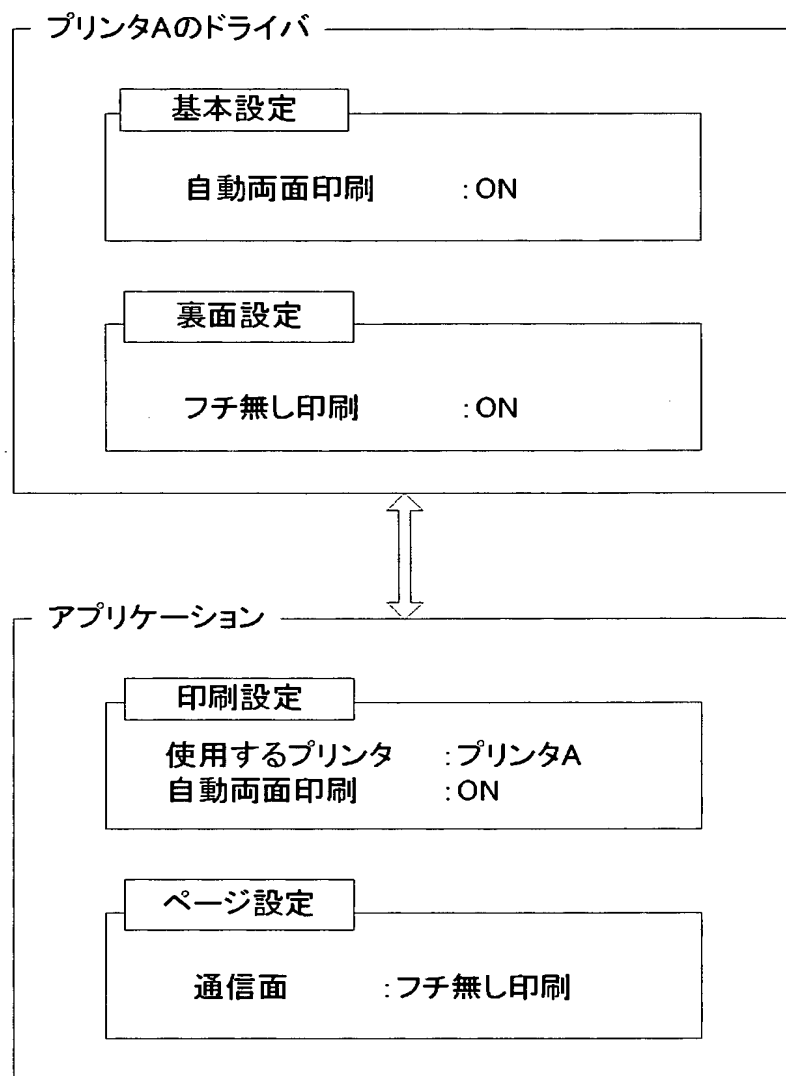 プリンタAのドライバ
基本設定
自動両面印刷 :ON
裏面設定
フチ無し印刷 :ON
アプリケーション
印刷設定
使用するプリンタ :プリンタA
自動両面印刷 :ON
ページ設定
通信面 :フチ無し印刷